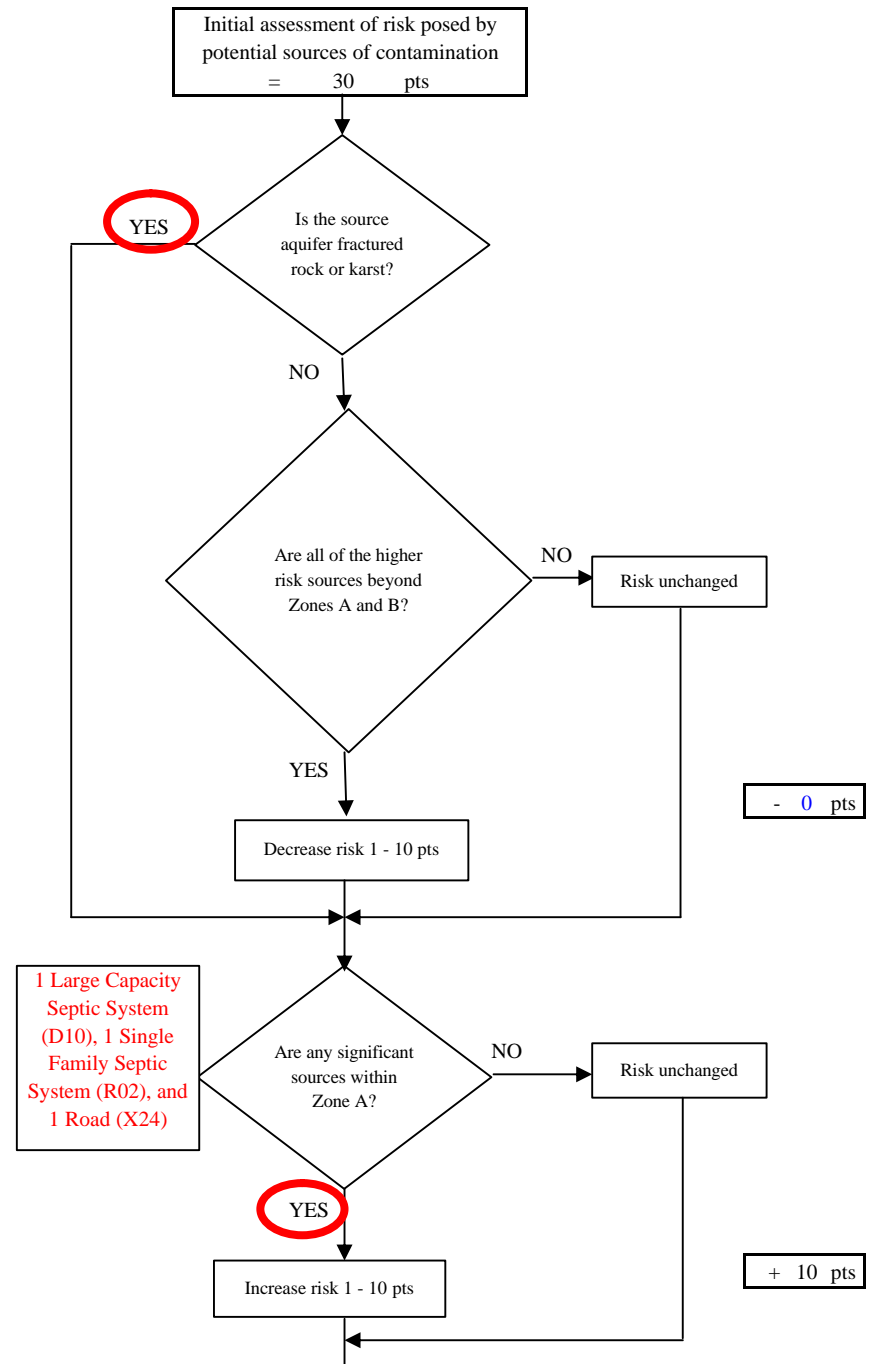 Initial assessment of risk posed by
potential sources of contamination
= 30 pts
YES
Is the source
aquifer fractured
rock or karst?
NO
Are all of the higher
risk sources beyond
Zones A and B?
NO
Risk unchanged
YES
- 0 pts
Decrease risk 1 - 10 pts
1 Large Capacity
Septic System
(D10), 1 Single
Family Septic
System (R02), and
1 Road (X24)
Are any significant
sources within
Zone A?
NO
Risk unchanged
YES
+ 10 pts
Increase risk 1 - 10 pts